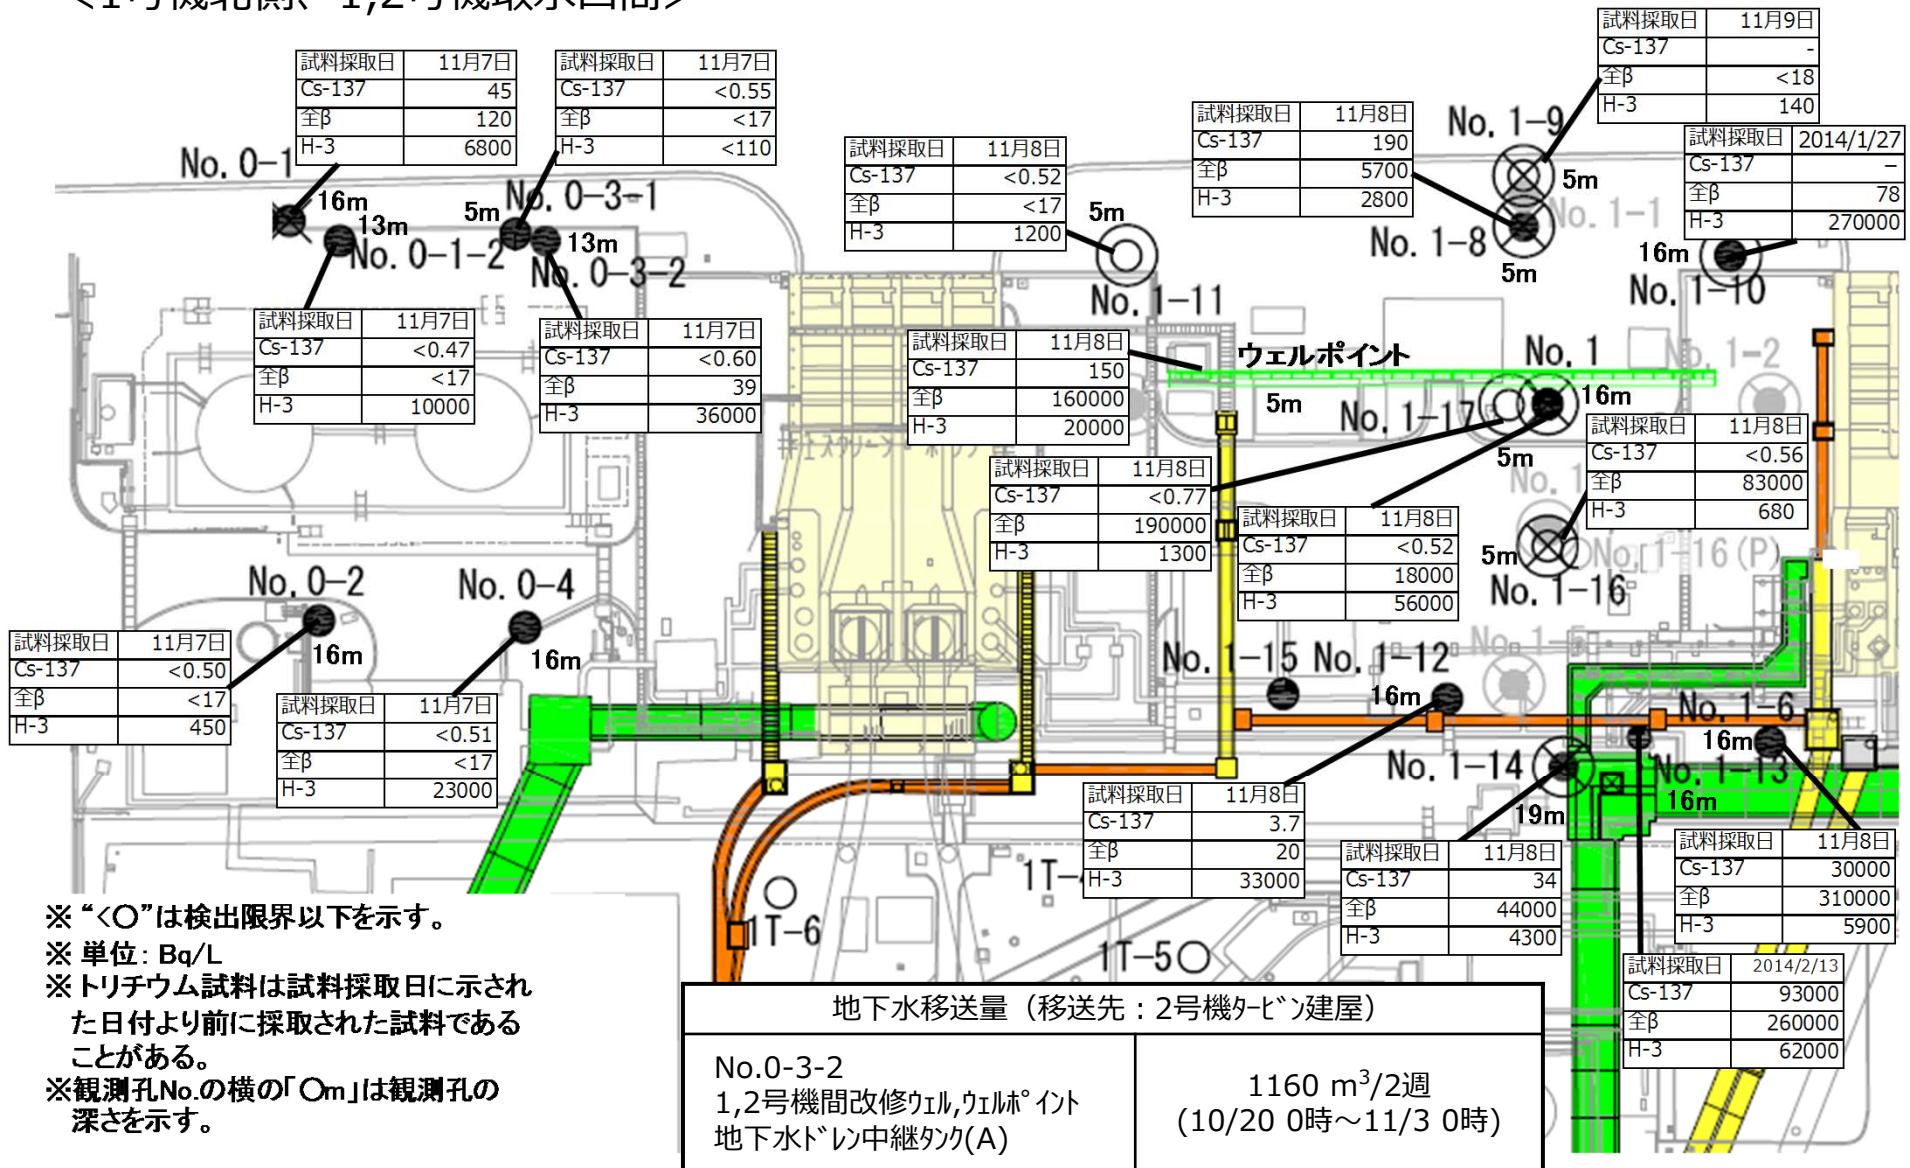 <1号機北側、1,2号機取水口間>
試料採取日 11月7日
Cs-137 45
全β 120
H-3 6800
試料採取日 11月7日
Cs-137 <0.55
全β <17
H-3 <110
試料採取日 11月8日
Cs-137 <0.52
全β <17
H-3 1200
試料採取日 11月8日
Cs-137 190
全β 5700
H-3 2800
試料採取日 11月9日
Cs-137 -
全β <18
H-3 140
試料採取日 2014/1/27
Cs-137 –
全β 78
H-3 270000
No. 0-1
16m
13m
No. 0-1-2
5m
No. 0-3-1
13m
No. 0-3-2
5m
No. 1-11
No. 1-9
5m
No. 1-1
No. 1-8
5m
16m
No. 1-10
試料採取日 11月7日
Cs-137 <0.47
全β <17
H-3 10000
試料採取日 11月7日
Cs-137 <0.60
全β 39
H-3 36000
試料採取日 11月8日
Cs-137 150
全β 160000
H-3 20000
ウェルポイント
5m
No. 1
16m
No. 1-2
No. 1-17
5m
試料採取日 11月8日
Cs-137 <0.56
全β 83000
H-3 680
試料採取日 11月8日
Cs-137 <0.77
全β 190000
H-3 1300
試料採取日 11月8日
Cs-137 <0.52
全β 18000
H-3 56000
5m
No. 1-16(P)
No. 1-16
No. 0-2
16m
No. 0-4
16m
No. 1-15
No. 1-12
16m
No. 1-5
No. 1-6
16m
No. 1-14
19m
No. 1-13
16m
試料採取日 11月7日
Cs-137 <0.50
全β <17
H-3 450
試料採取日 11月7日
Cs-137 <0.51
全β <17
H-3 23000
試料採取日 11月8日
Cs-137 3.7
全β 20
H-3 33000
試料採取日 11月8日
Cs-137 34
全β 44000
H-3 4300
試料採取日 11月8日
Cs-137 30000
全β 310000
H-3 5900
試料採取日 2014/2/13
Cs-137 93000
全β 260000
H-3 62000
1T-6
1T-5
※“<○”は検出限界以下を示す。
※ 単位: Bq/L
※トリチウム試料は試料採取日に示され
た日付より前に採取された試料である
ことがある。
※観測孔No.の横の「○m」は観測孔の
深さを示す。
地下水移送量（移送先：2号機ﾀｰﾋﾞﾝ建屋）
No.0-3-2
1,2号機間改修ｳｪﾙ,ｳｪﾙﾎﾟｲﾝﾄ
地下水ﾄﾞﾚﾝ中継ﾀﾝｸ(A)
1160 m³/2週
(10/20 0時～11/3 0時)